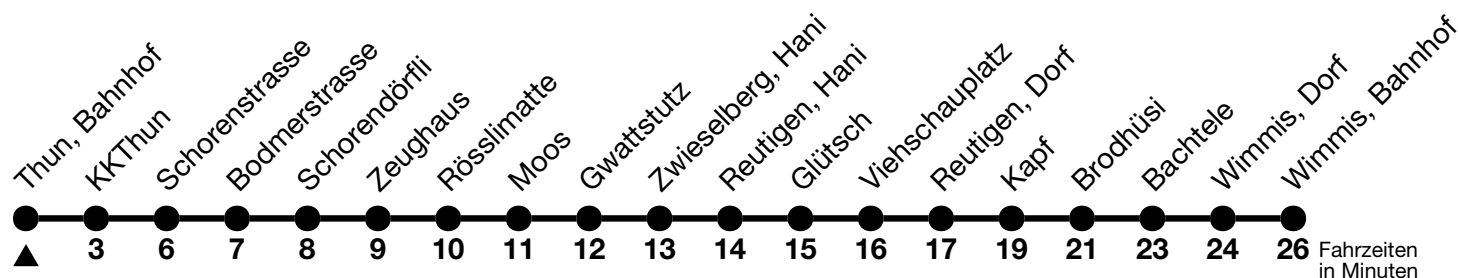 Thun, Bahnhof
KKThun
Schorenstrasse
Bodmerstrasse
Schorendörfli
Zeughaus
Rösslimatte
Moos
Gwattstutz
Zwieselberg, Hani
Reutigen, Hani
Glütsch
Viehschauplatz
Reutigen, Dorf
Kapf
Brodhüsi
Bachtele
Wimmis, Dorf
Wimmis, Bahnhof
3 6 7 8 9 10 11 12 13 14 15 16 17 19 21 23 24 26 Fahrzeiten
in Minuten